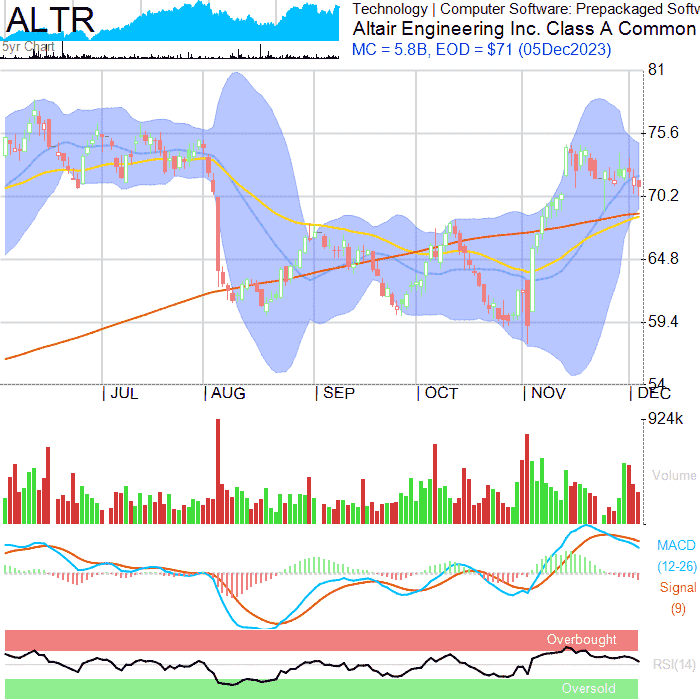 ALTR
5yr Chart
Technology | Computer Software: Prepackaged Softw
Altair Engineering Inc. Class A Common
MC = 5.8B, EOD = $71 (05Dec2023)
81
75.6
70.2
64.8
59.4
54
JUL AUG SEP OCT NOV DEC
924k
Volume
MACD
(12-26)
Signal
(9)
Overbought
RSI(14)
Oversold